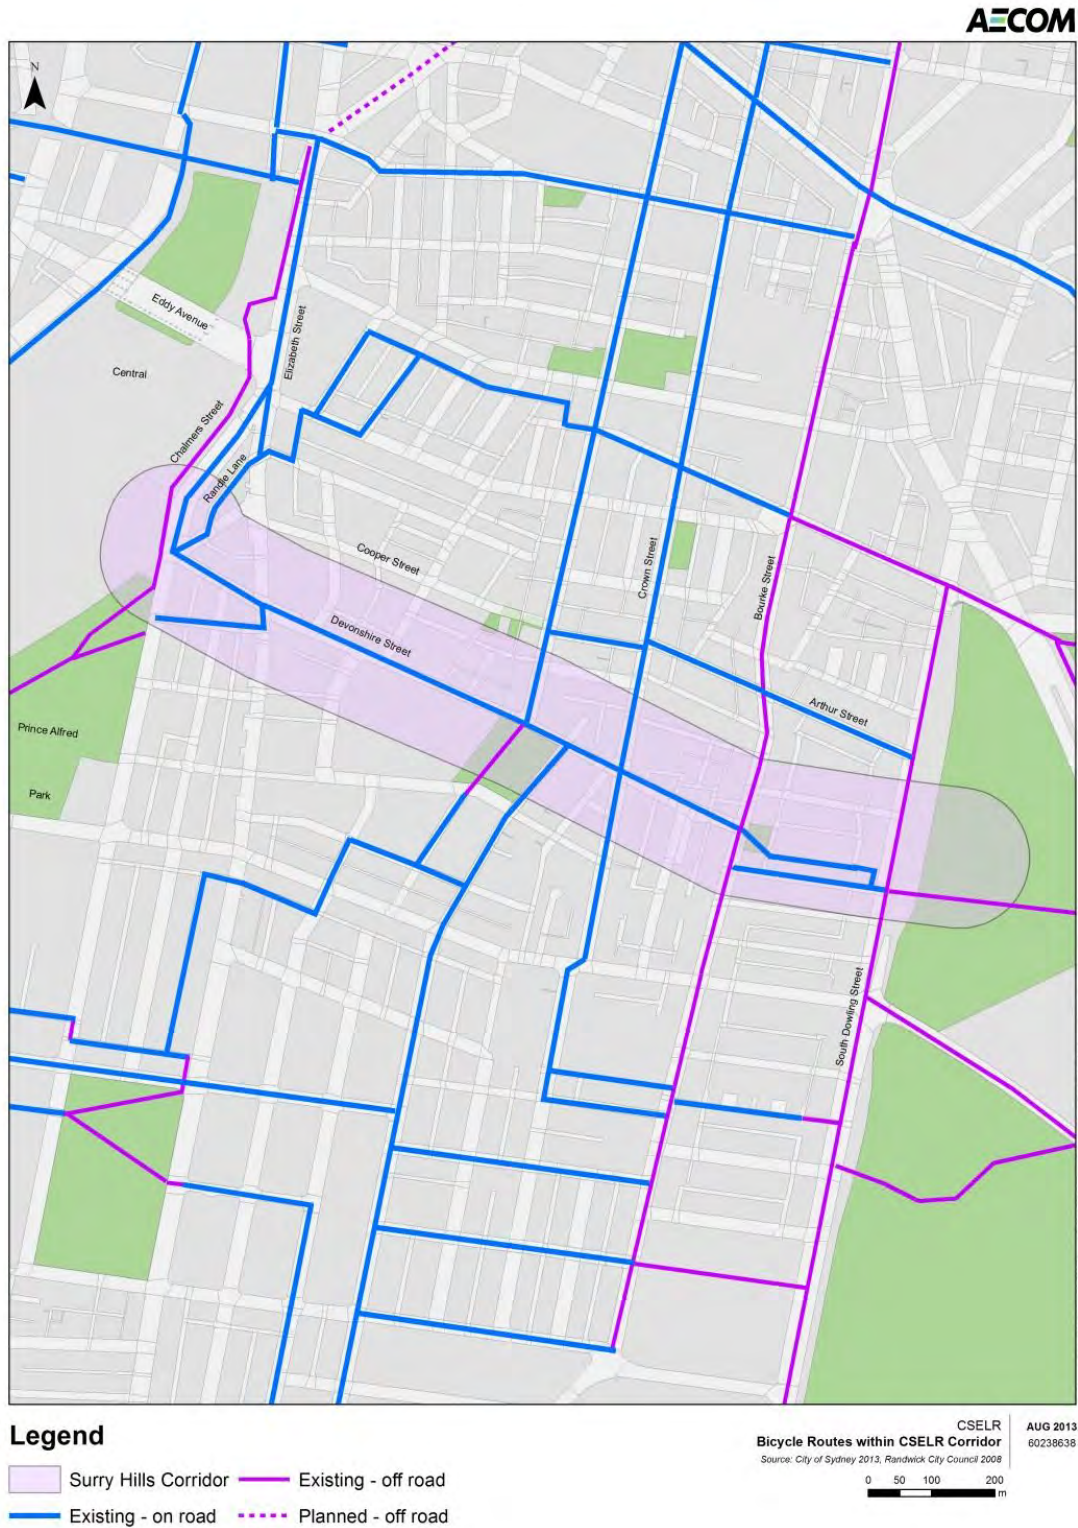 AECOM
N
Eddy Avenue
Elizabeth Street
Central
Chalmers Street
Randle Lane
Cooper Street
Crown Street
Bourke Street
Devonshire Street
Arthur Street
Prince Alfred
Park
South Dowling Street
Legend
Surry Hills Corridor
Existing - off road
Existing - on road
Planned - off road
CSELR
Bicycle Routes within CSELR Corridor
Source: City of Sydney 2013, Randwick City Council 2008
AUG 2013
60238638
0 50 100 200
m